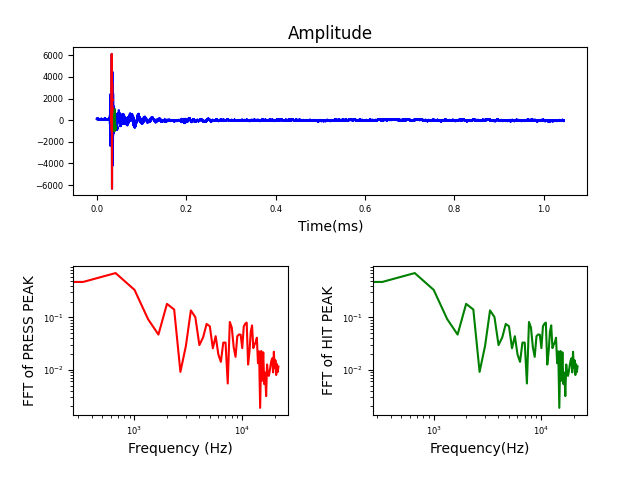 Amplitude
6000
4000
2000
0
−2000
−4000
−6000
0.0 0.2 0.4 0.6 0.8 1.0
Time(ms)
FFT of PRESS PEAK
10⁻¹
10⁻²
10³ 10⁴
Frequency (Hz)
FFT of HIT PEAK
10⁻¹
10⁻²
10³ 10⁴
Frequency(Hz)